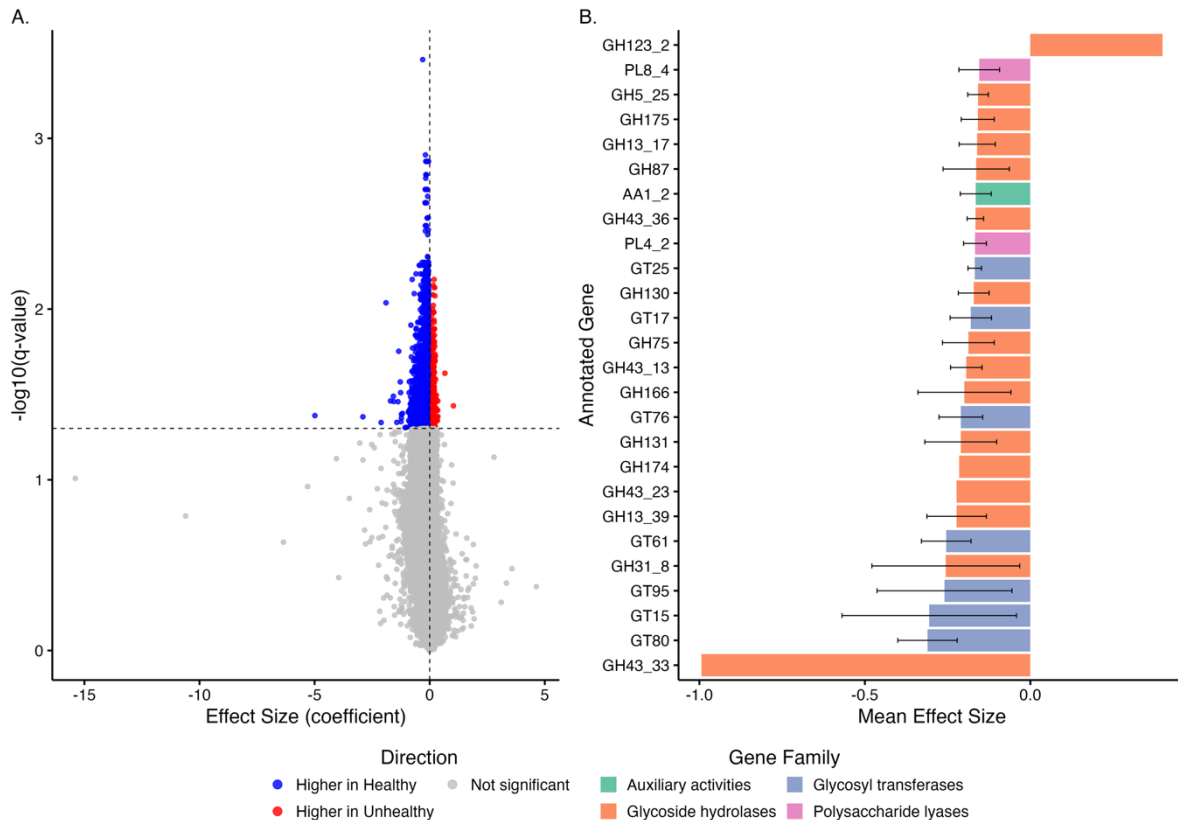 A.
3
2
1
0
-log10(q-value)
-15
-10
-5
0
5
Effect Size (coefficient)
B.
GH123_2
PL8_4
GH5_25
GH175
GH13_17
GH87
AA1_2
GH43_36
PL4_2
GT25
GH130
GT17
GH75
GH43_13
GH166
GT76
GH131
GH174
GH43_23
GH13_39
GT61
GH31_8
GT95
GT15
GT80
GH43_33
Annotated Gene
-1.0
-0.5
0.0
Mean Effect Size
Direction
Higher in Healthy
Not significant
Higher in Unhealthy
Gene Family
Auxiliary activities
Glycosyl transferases
Glycoside hydrolases
Polysaccharide lyases